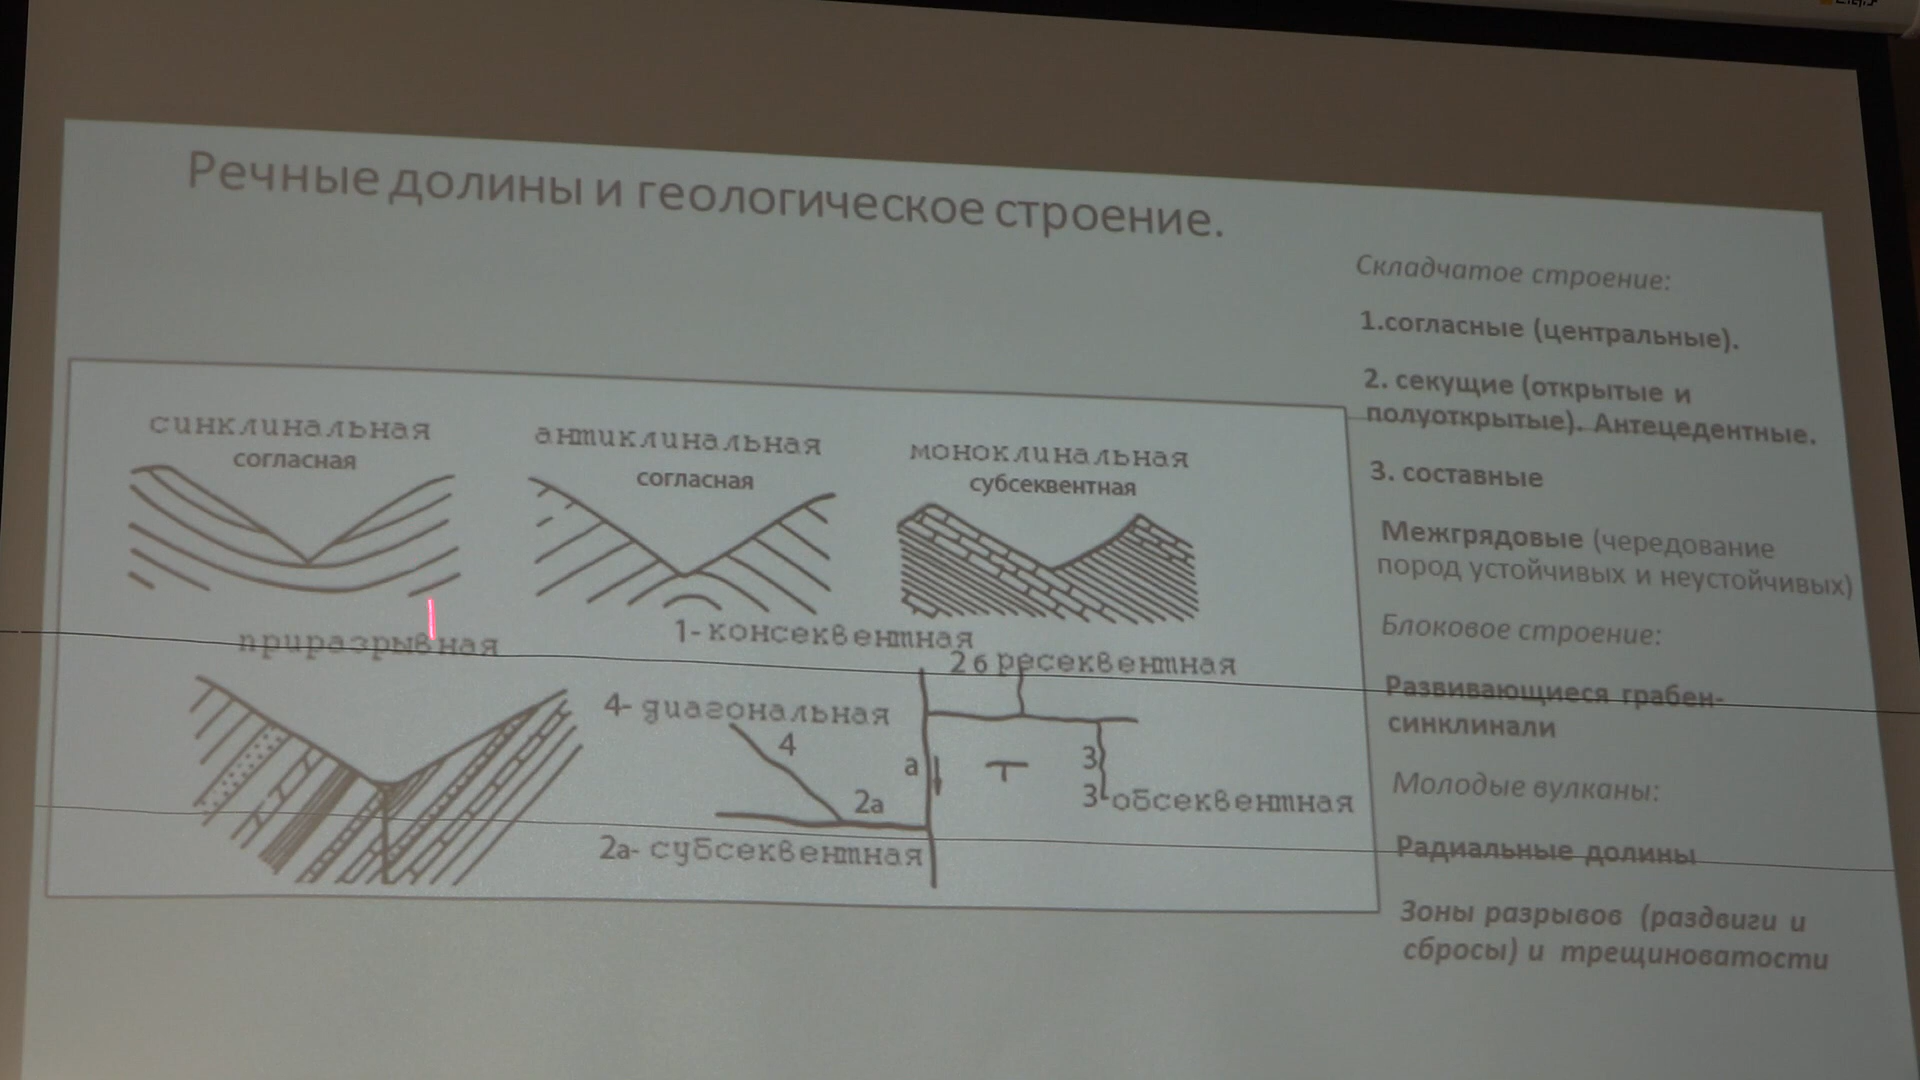 Речные долины и геологическое строение.
синклинальная
согласная
антиклинальная
согласная
моноклинальная
субсеквентная
приразрывная
1- консеквентная
2б ресеквентная
4- диагональная
4
2а
а
3
3 обсеквентная
2а- субсеквентная
Складчатое строение:
1.согласные (центральные).
2. секущие (открытые и
полуоткрытые). Антецедентные.
3. составные
Межгрядовые (чередование
пород устойчивых и неустойчивых)
Блоковое строение:
Развивающиеся грабен-
синклинали
Молодые вулканы:
Радиальные долины
Зоны разрывов (раздвиги и
сбросы) и трещиноватости